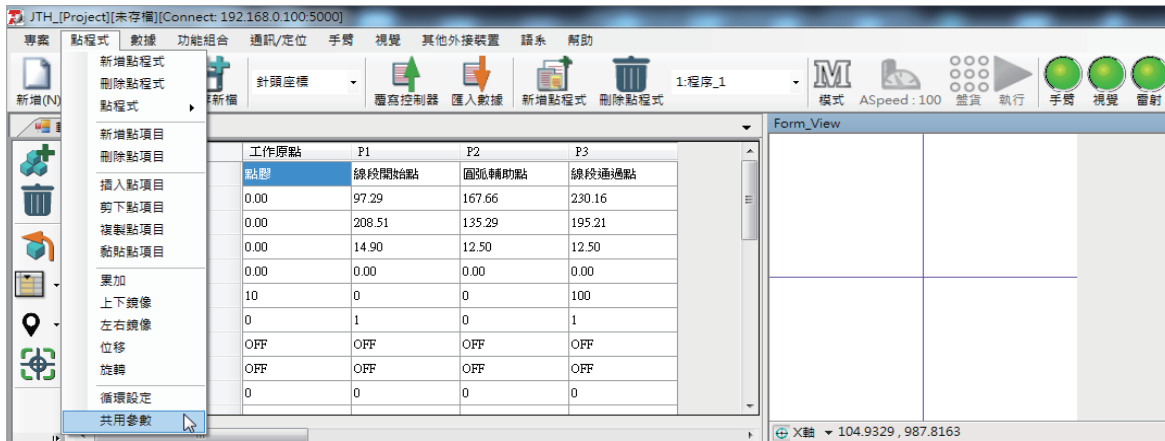 JTH_[Project][未存檔][Connect: 192.168.0.100:5000]
專案 點程式 數據 功能組合 通訊/定位 手臂 視覺 其他外接裝置 語系 幫助
新增(N) 存新檔 針頭座標 覆寫控制器 匯入數據 新增點程式 刪除點程式 1:程序_1 模式 ASpeed : 100 盤貨 執行 手臂 視覺 雷射
新增點程式
刪除點程式
點程式
新增點項目
刪除點項目
插入點項目
剪下點項目
複製點項目
黏貼點項目
累加
上下鏡像
左右鏡像
位移
旋轉
循環設定
共用參數
工作原點 P1 P2 P3
點膠 線段開始點 圓弧輔助點 線段通過點
0.00 97.29 167.66 230.16
0.00 208.51 135.29 195.21
0.00 14.90 12.50 12.50
0.00 0.00 0.00 0.00
10 0 0 100
0 1 0 1
OFF OFF OFF OFF
OFF OFF OFF OFF
0 0 0 0
Form_View
X軸 104.9329 , 987.8163